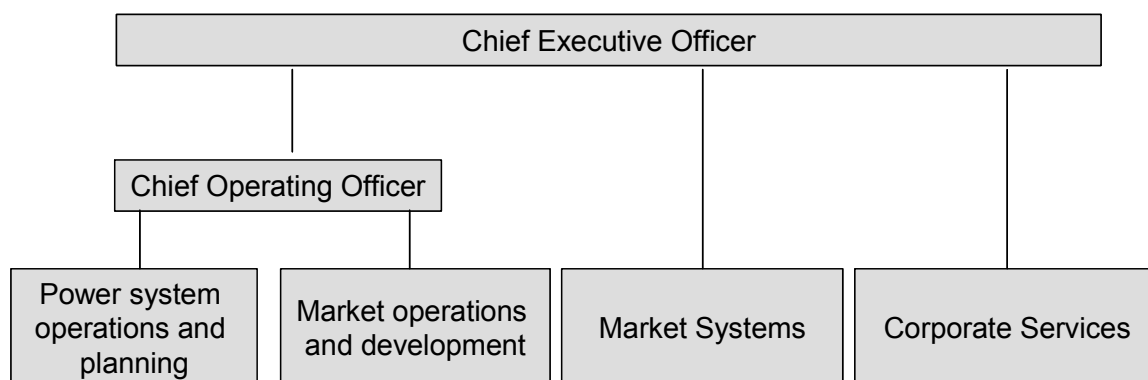 Chief Executive Officer
Chief Operating Officer
Power system
operations and
planning
Market operations
and development
Market Systems
Corporate Services